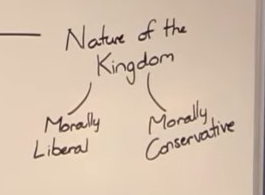 Nature of the
Kingdom
Morally
Liberal
Morally
Conservative